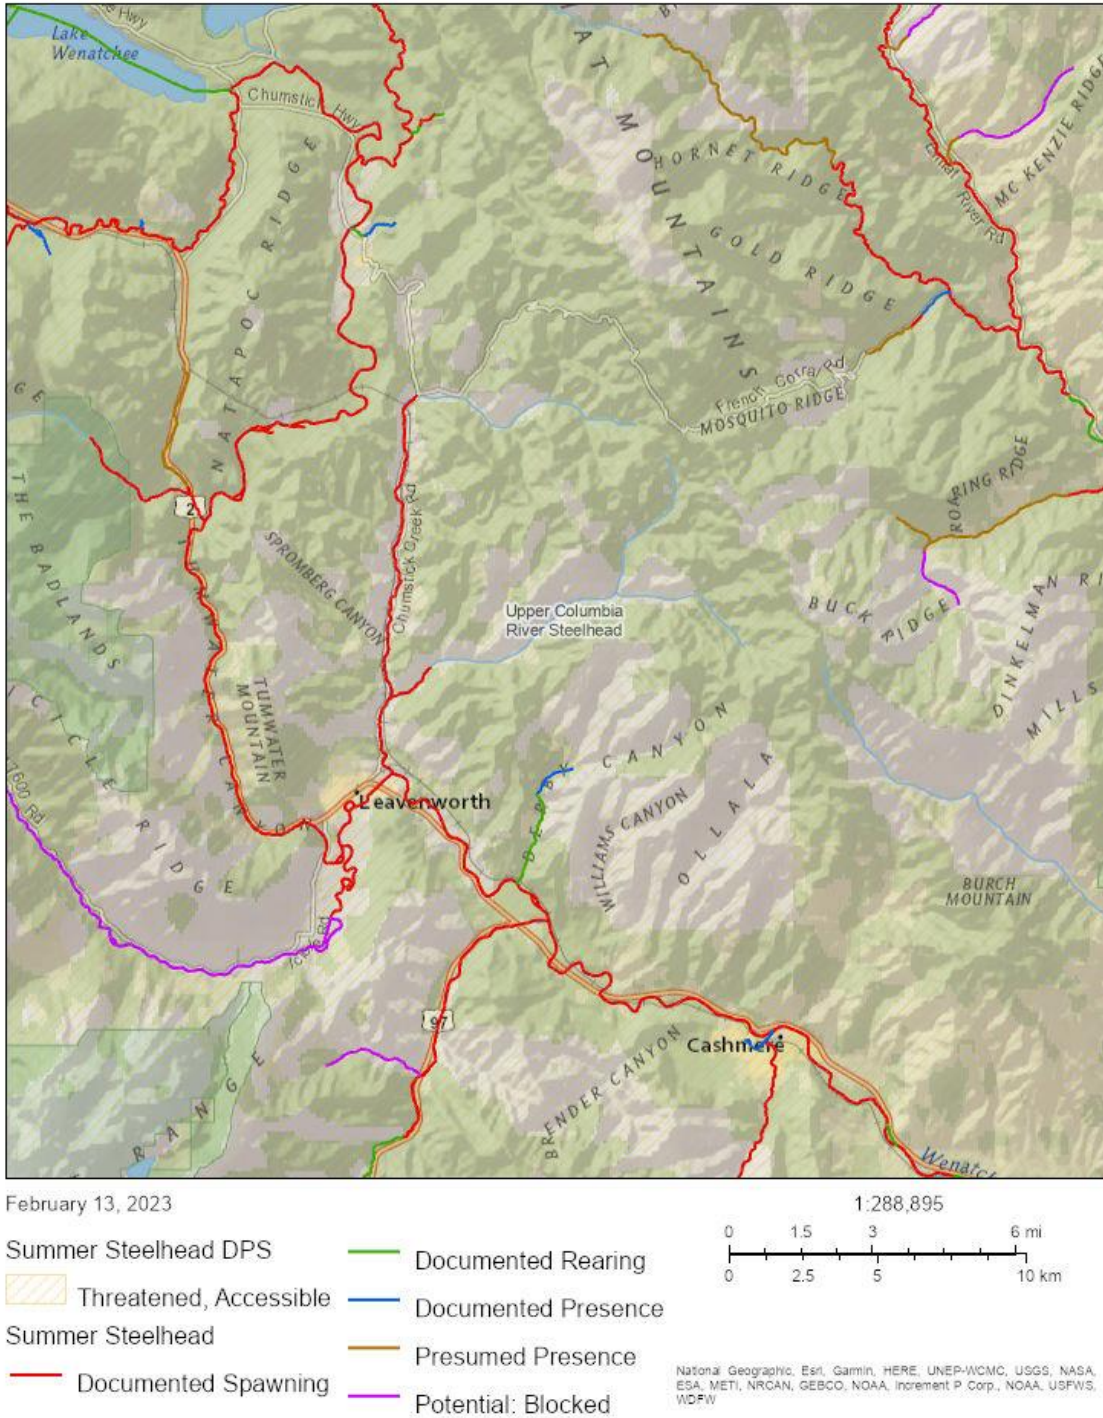 Lake
Wenatchee
Hwy
Chumstick Hwy
NATAPOC RIDGE
MOUNTAINS
HORNET RIDGE
GOLD RIDGE
Entiat River Rd
MC KENZIE RIDGE
French Corral Rd
MOSQUITO RIDGE
ROARING RIDGE
THE BADLANDS
2
SPROMBERG CANYON
Chumstick Creek Rd
Upper Columbia
River Steelhead
BUCK RIDGE
DINKELMAN RI
MILLS
TUMWATER
MOUNTAIN
TUMWATER CANYON
ICICLE RIDGE
7600 Rd
Leavenworth
DERBY CANYON
WILLIAMS CANYON
OLLALA
BURCH
MOUNTAIN
Icicle Rd
97
Cashmere
BRENDER CANYON
RANGE
Wenatc
February 13, 2023
1:288,895
0 1.5 3 6 mi
0 2.5 5 10 km
Summer Steelhead DPS
Threatened, Accessible
Summer Steelhead
Documented Spawning
Documented Rearing
Documented Presence
Presumed Presence
Potential: Blocked
National Geographic, Esri, Garmin, HERE, UNEP-WCMC, USGS, NASA,
ESA, METI, NRCAN, GEBCO, NOAA, Increment P Corp., NOAA, USFWS,
WDFW